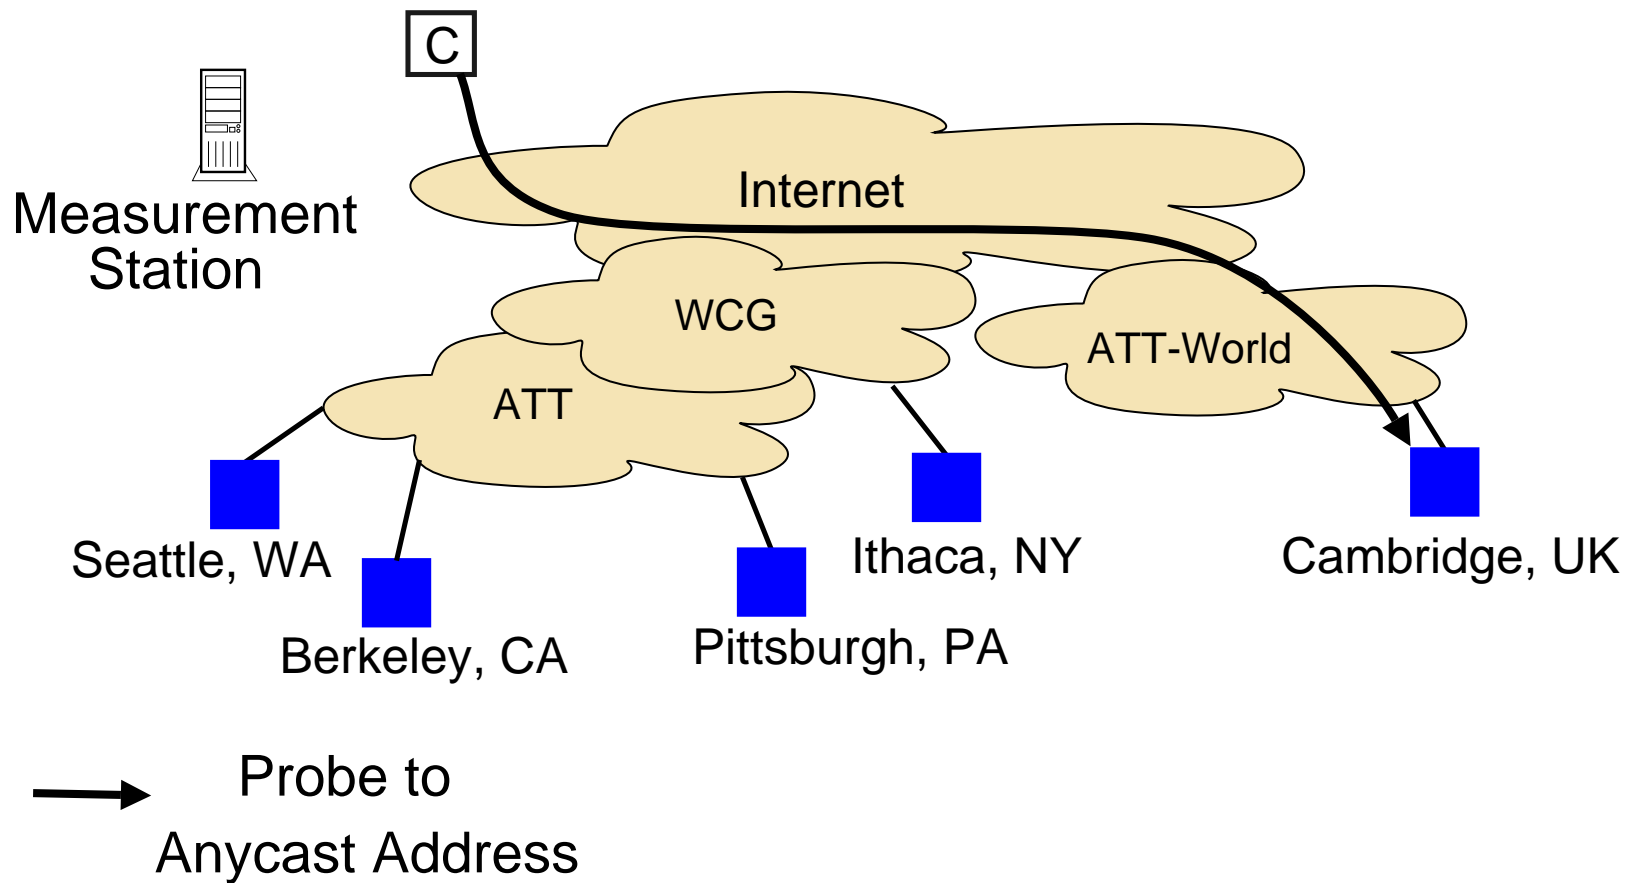 C
Measurement
Station
Internet
WCG
ATT-World
ATT
Seattle, WA
Ithaca, NY
Cambridge, UK
Berkeley, CA
Pittsburgh, PA
Probe to
Anycast Address